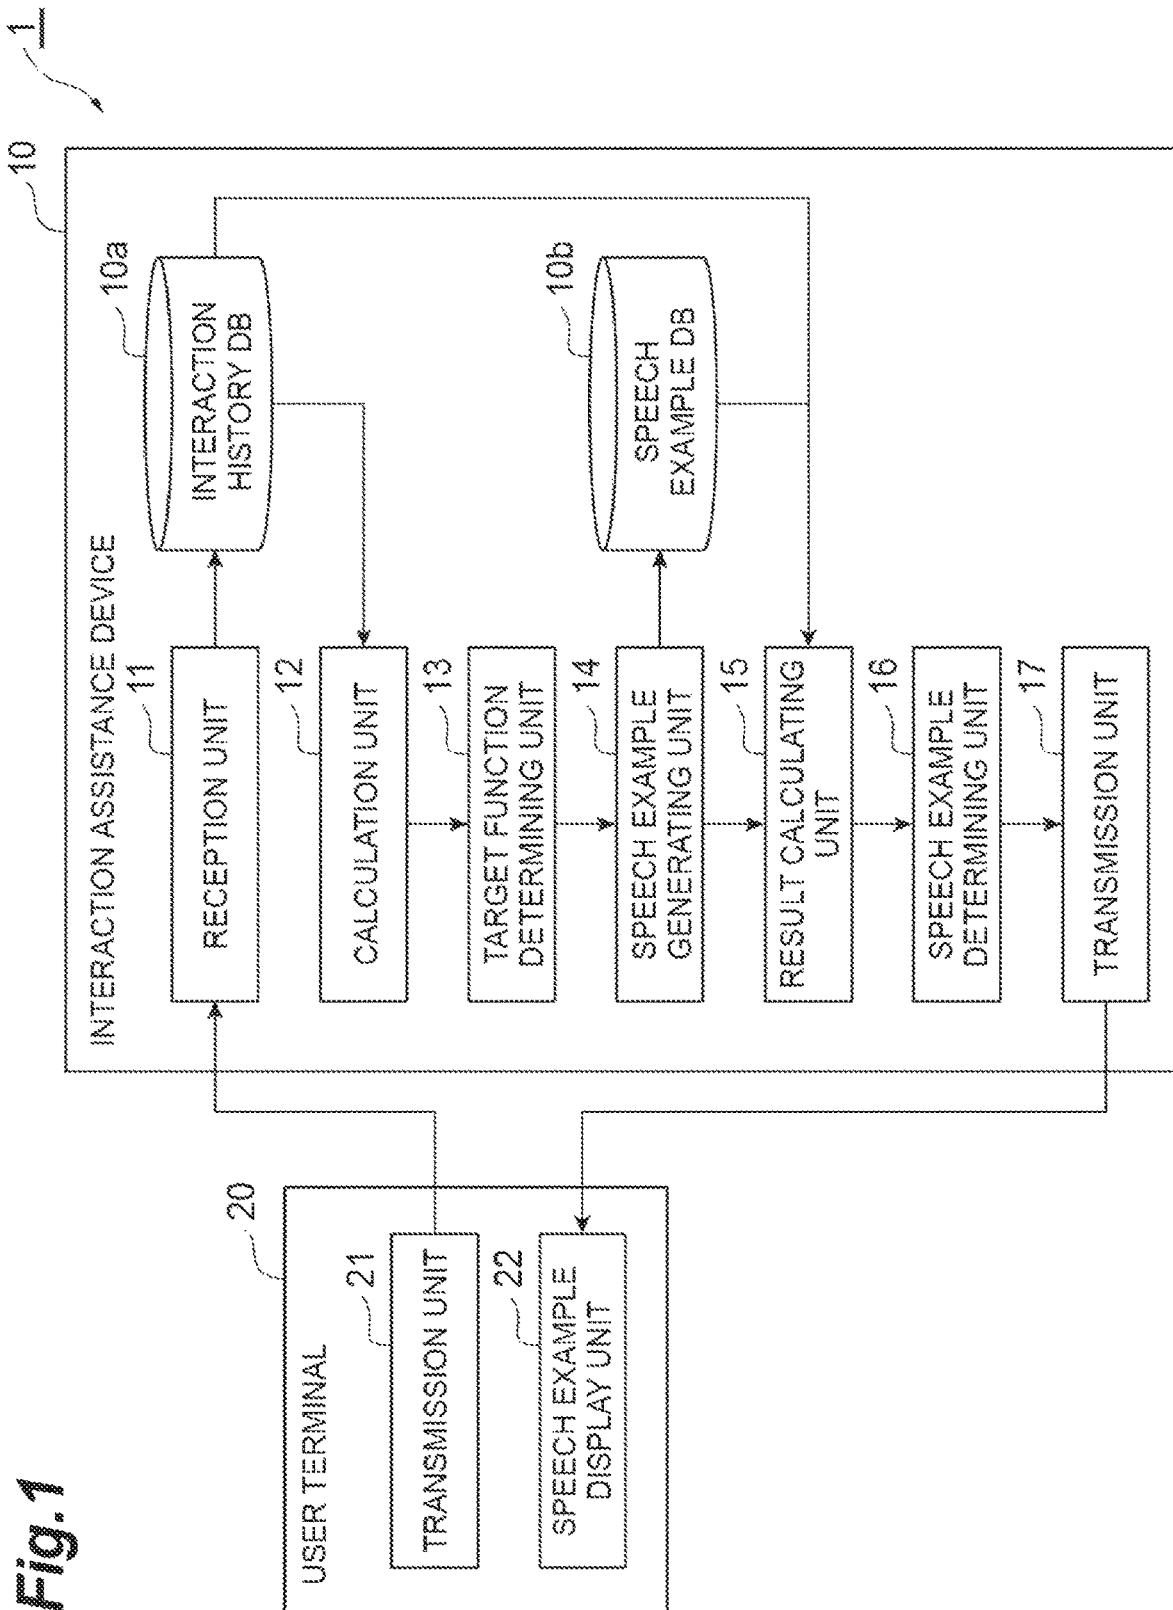 Fig.1
1
10
INTERACTION ASSISTANCE DEVICE
20
USER TERMINAL
21
TRANSMISSION UNIT
22
SPEECH EXAMPLE
DISPLAY UNIT
11
RECEPTION UNIT
10a
INTERACTION
HISTORY DB
12
CALCULATION UNIT
13
TARGET FUNCTION
DETERMINING UNIT
14
SPEECH EXAMPLE
GENERATING UNIT
10b
SPEECH
EXAMPLE DB
15
RESULT CALCULATING
UNIT
16
SPEECH EXAMPLE
DETERMINING UNIT
17
TRANSMISSION UNIT